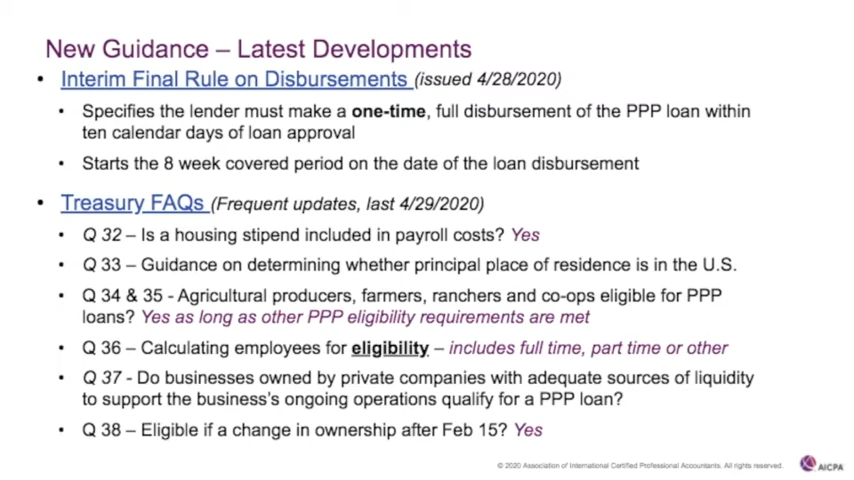 New Guidance – Latest Developments
• Interim Final Rule on Disbursements (issued 4/28/2020)
• Specifies the lender must make a one-time, full disbursement of the PPP loan within
ten calendar days of loan approval
• Starts the 8 week covered period on the date of the loan disbursement
• Treasury FAQs (Frequent updates, last 4/29/2020)
• Q 32 – Is a housing stipend included in payroll costs? Yes
• Q 33 – Guidance on determining whether principal place of residence is in the U.S.
• Q 34 & 35 - Agricultural producers, farmers, ranchers and co-ops eligible for PPP
loans? Yes as long as other PPP eligibility requirements are met
• Q 36 – Calculating employees for eligibility – includes full time, part time or other
• Q 37 - Do businesses owned by private companies with adequate sources of liquidity
to support the business's ongoing operations qualify for a PPP loan?
• Q 38 – Eligible if a change in ownership after Feb 15? Yes
© 2020 Association of International Certified Professional Accountants. All rights reserved.
AICPA